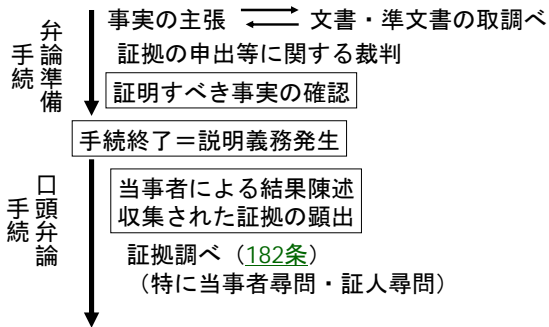 弁論準備手続
事実の主張 文書・準文書の取調べ
証拠の申出等に関する裁判
証明すべき事実の確認
手続終了=説明義務発生
口頭弁論手続
当事者による結果陳述
収集された証拠の顕出
証拠調べ(182条)
(特に当事者尋問・証人尋問)